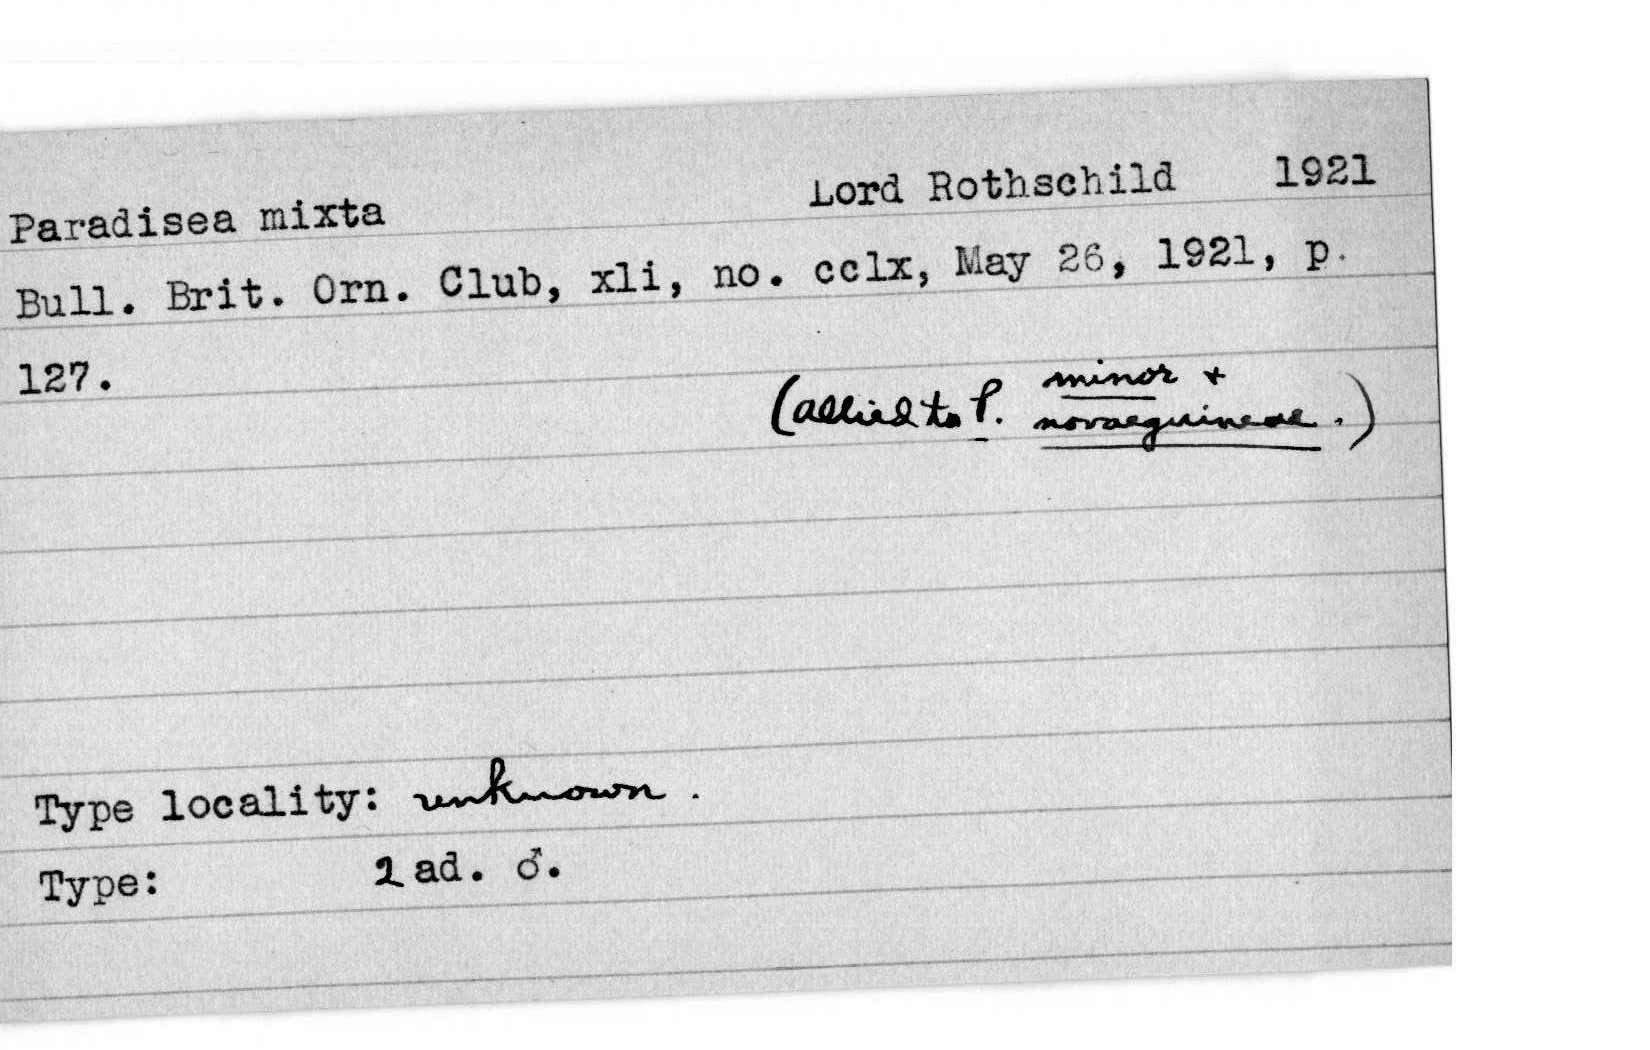 Paradisea mixta Lord Rothschild 1921
Bull. Brit. Orn. Club, xli, no. cclx, May 26, 1921, p.
127.
(allied to P. minor +
novaeguineae.)
Type locality: unknown.
Type: 2 ad. ♂.